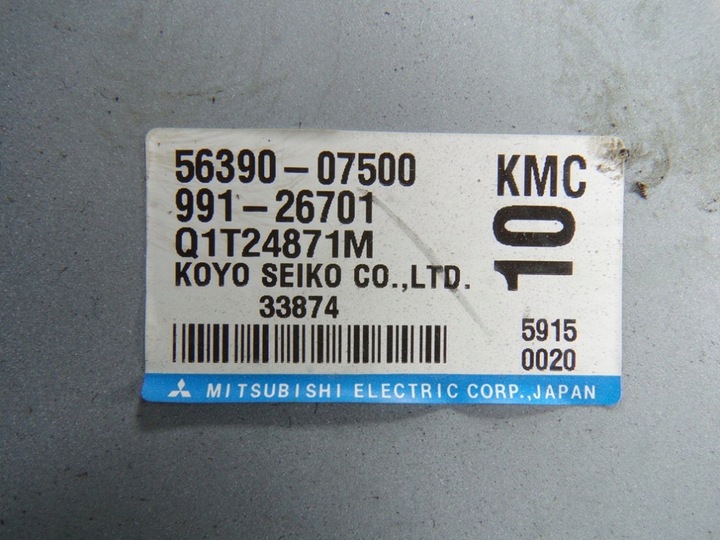 56390-07500
991-26701
Q1T24871M
KOYO SEIKO CO.,LTD.
33874
KMC
10
5915
0020
MITSUBISHI ELECTRIC CORP.,JAPAN